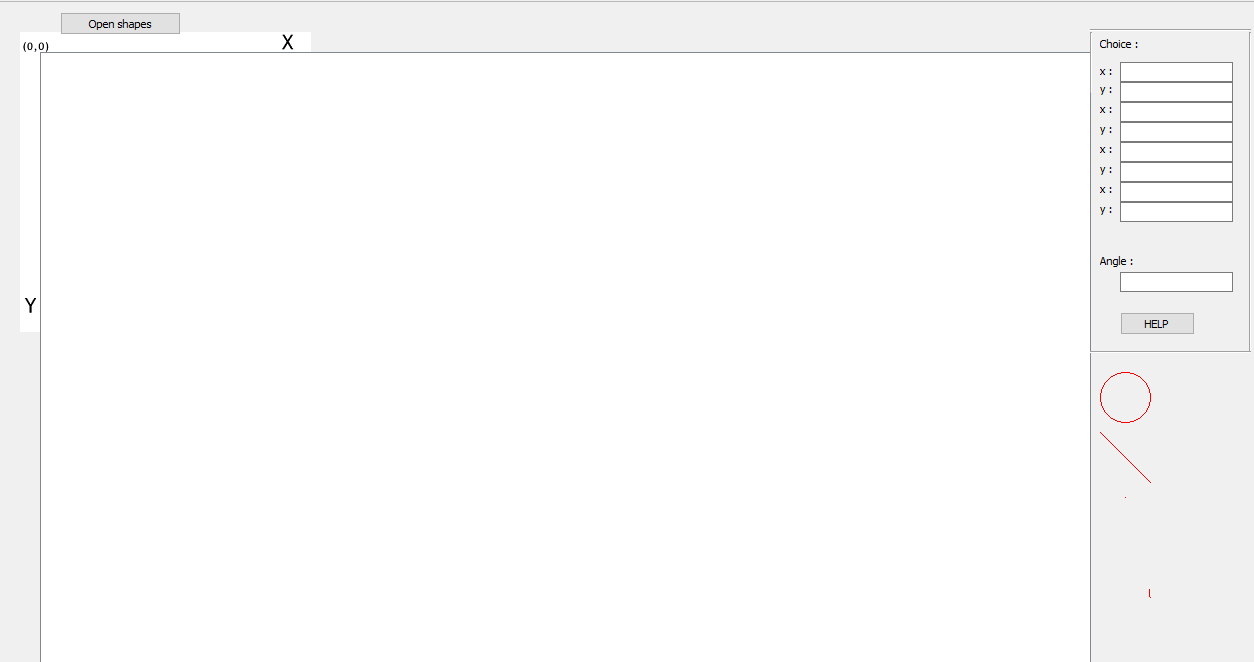 Open shapes
(0,0)
X
Y
Choice :
x :
y :
x :
y :
x :
y :
x :
y :
Angle :
HELP